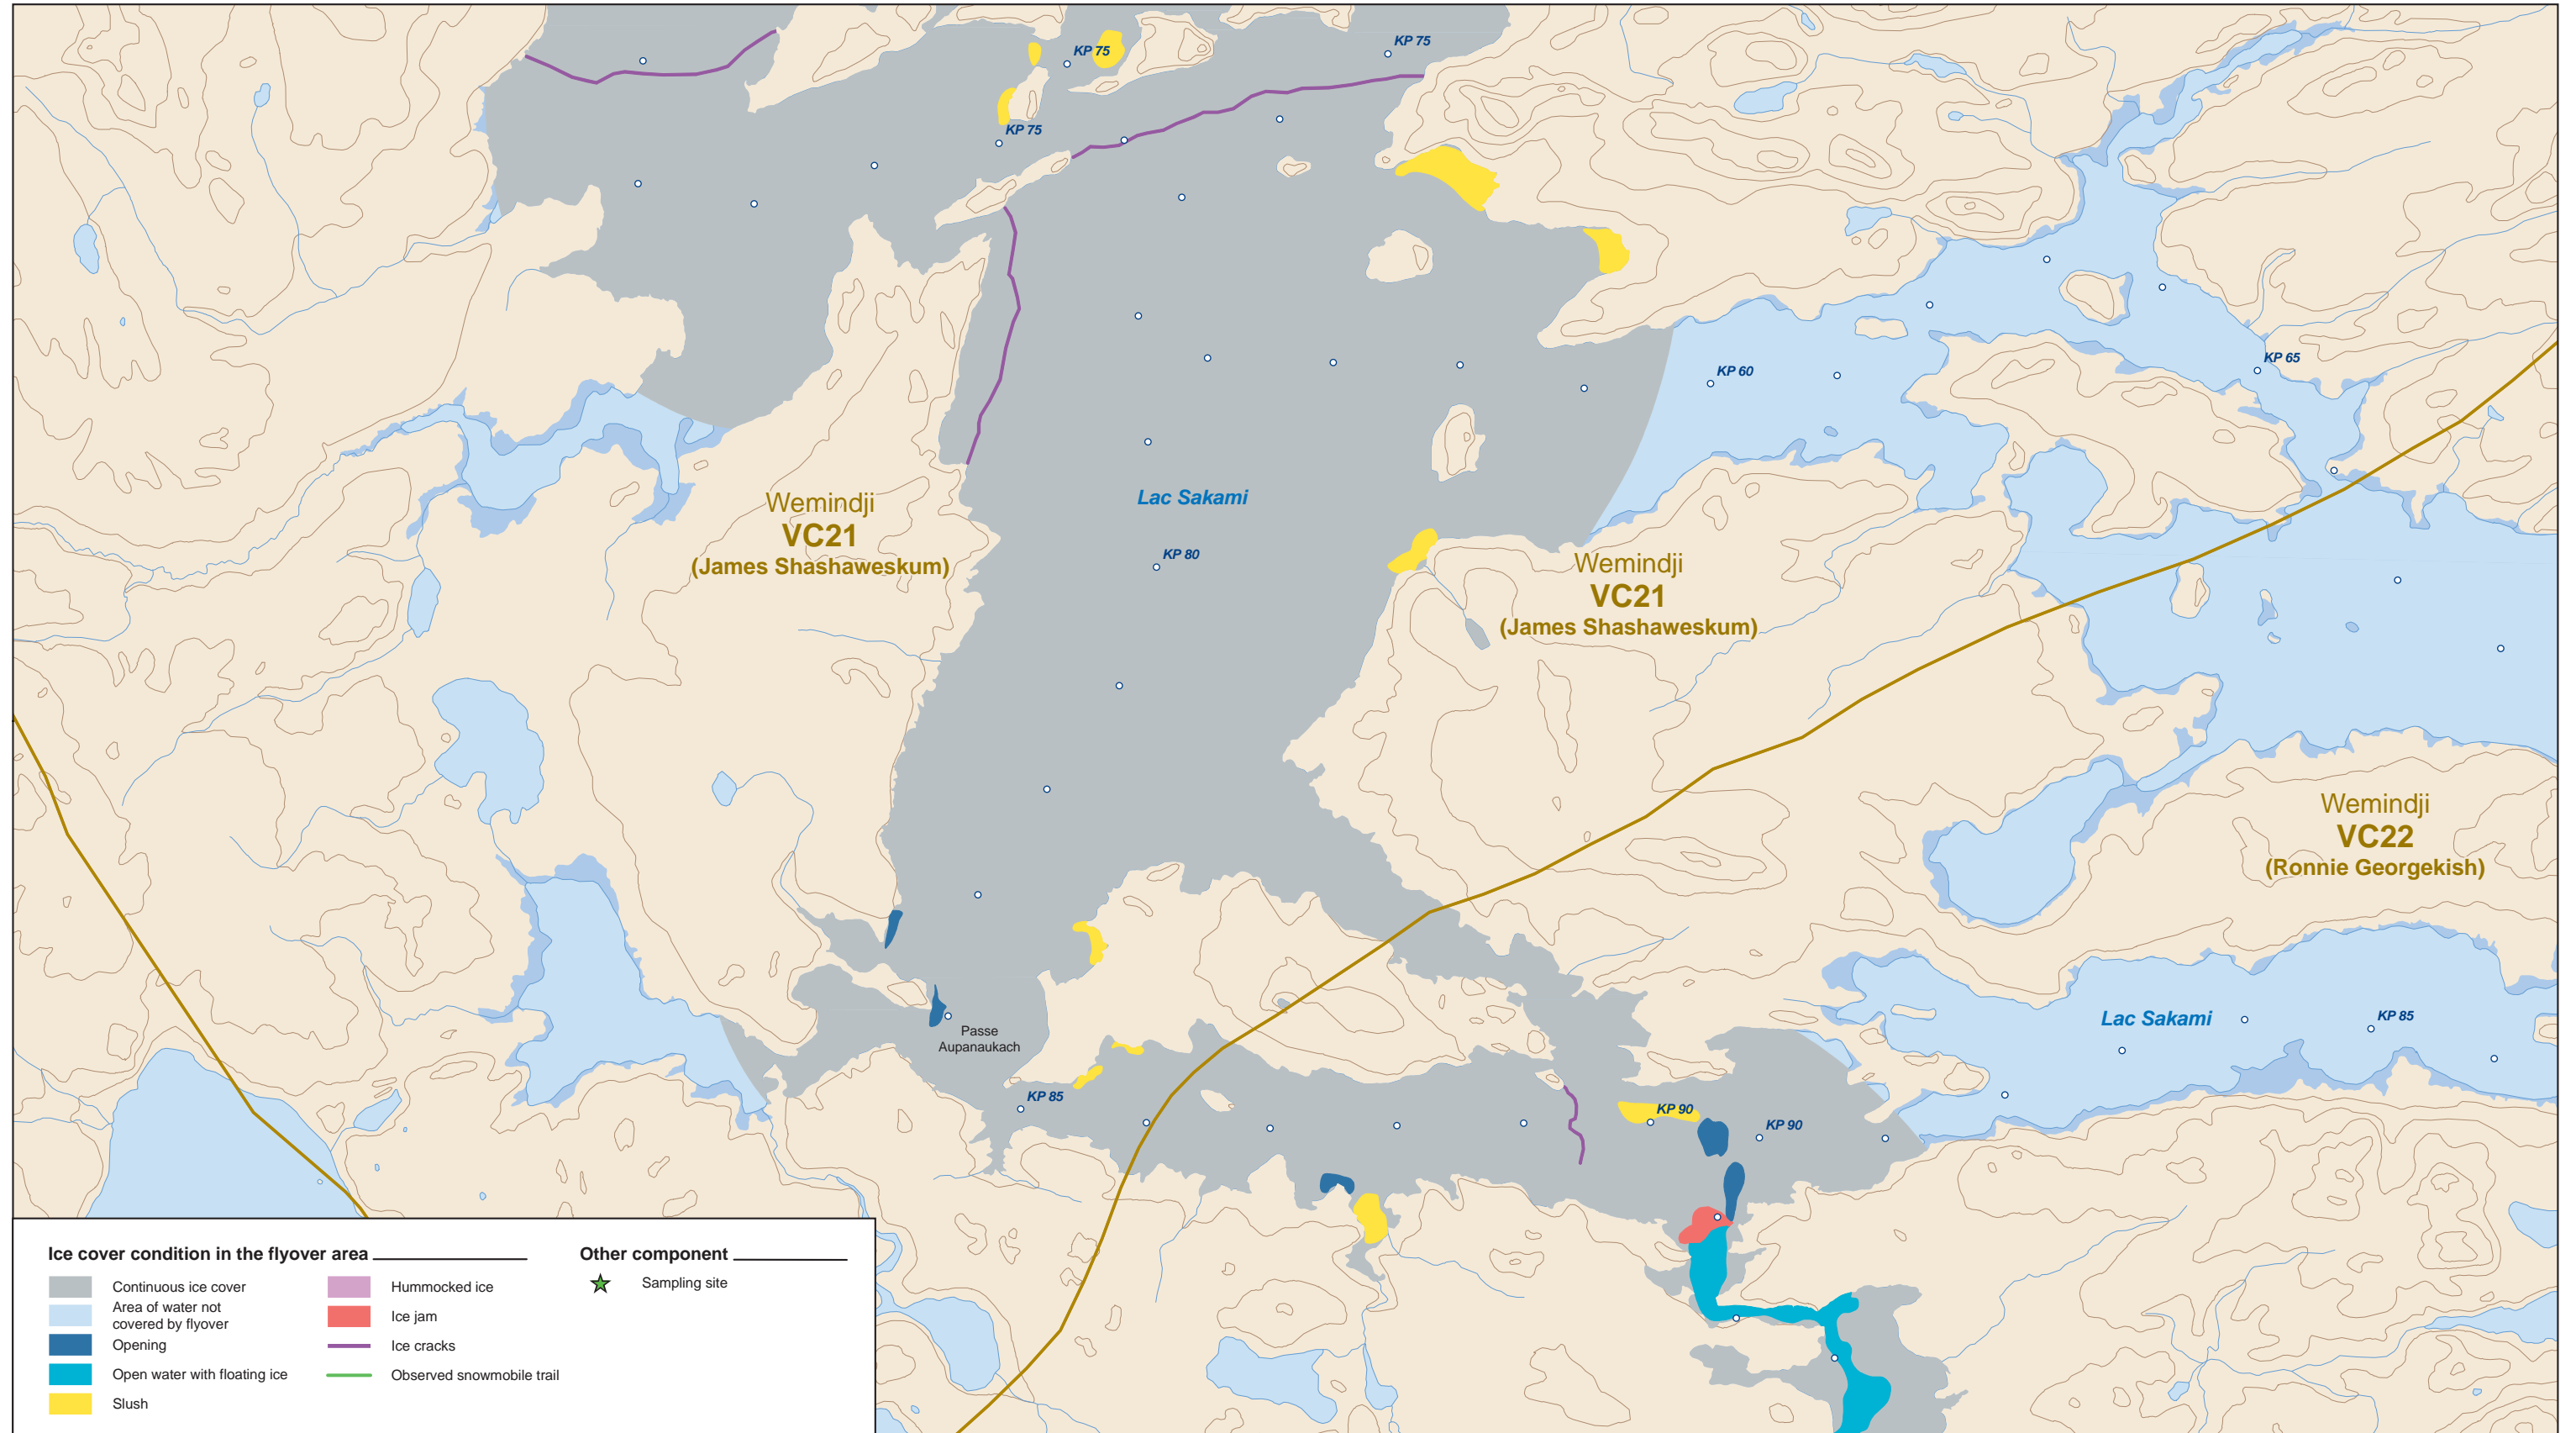 KP 75
KP 75
KP 75
KP 60
KP 65
Lac Sakami
Wemindji
VC21
(James Shashaweskum)
KP 80
Wemindji
VC21
(James Shashaweskum)
Wemindji
VC22
(Ronnie Georgekish)
Passe
Aupanaukach
Lac Sakami
KP 85
KP 85
KP 90
KP 90
Ice cover condition in the flyover area
Continuous ice cover
Area of water not
covered by flyover
Opening
Open water with floating ice
Slush
Hummocked ice
Ice jam
Ice cracks
Observed snowmobile trail
Other component
Sampling site